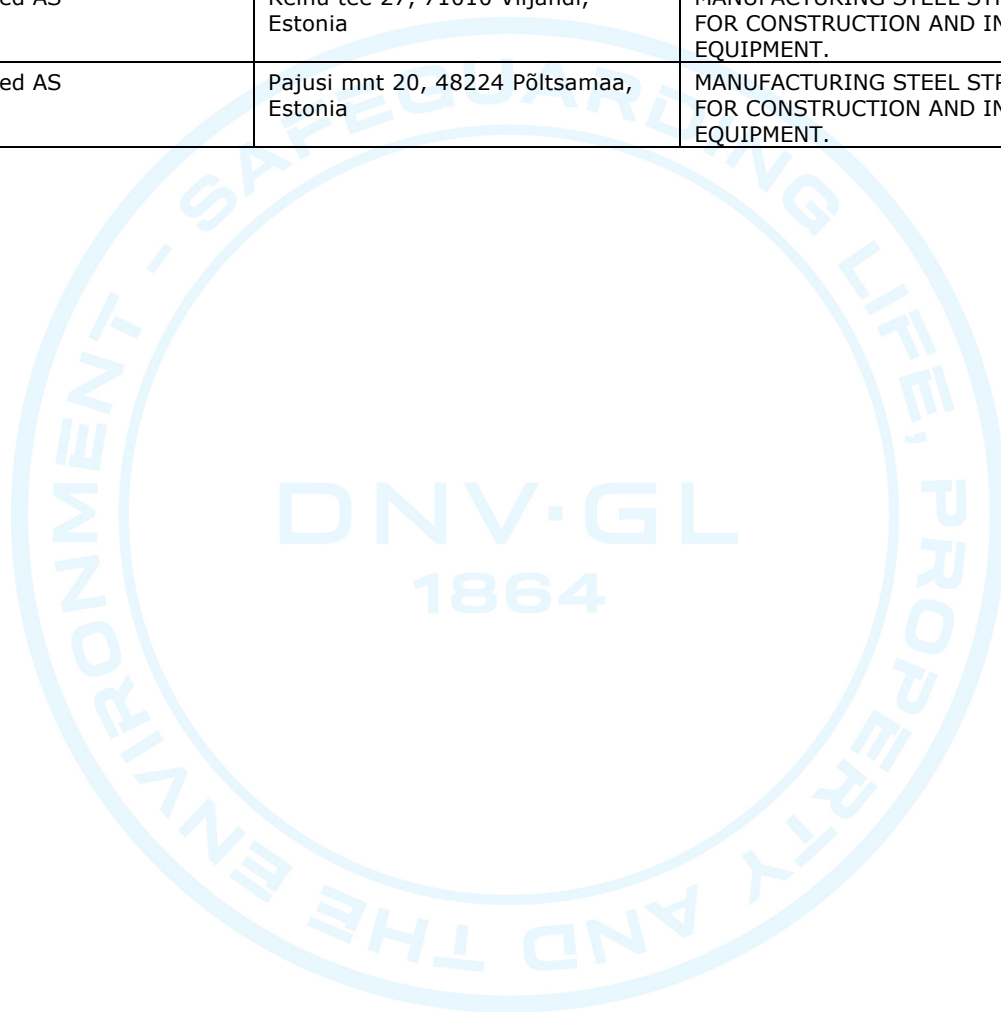 ed AS
Reinu tee 27, 71010 Viljandi,
Estonia
MANUFACTURING STEEL STR
FOR CONSTRUCTION AND IN
EQUIPMENT.
ed AS
Pajusi mnt 20, 48224 Põltsamaa,
Estonia
MANUFACTURING STEEL STR
FOR CONSTRUCTION AND IN
EQUIPMENT.
SAFEGUARDING LIFE, PROPERTY AND THE ENVIRONMENT -
DNV·GL
1864